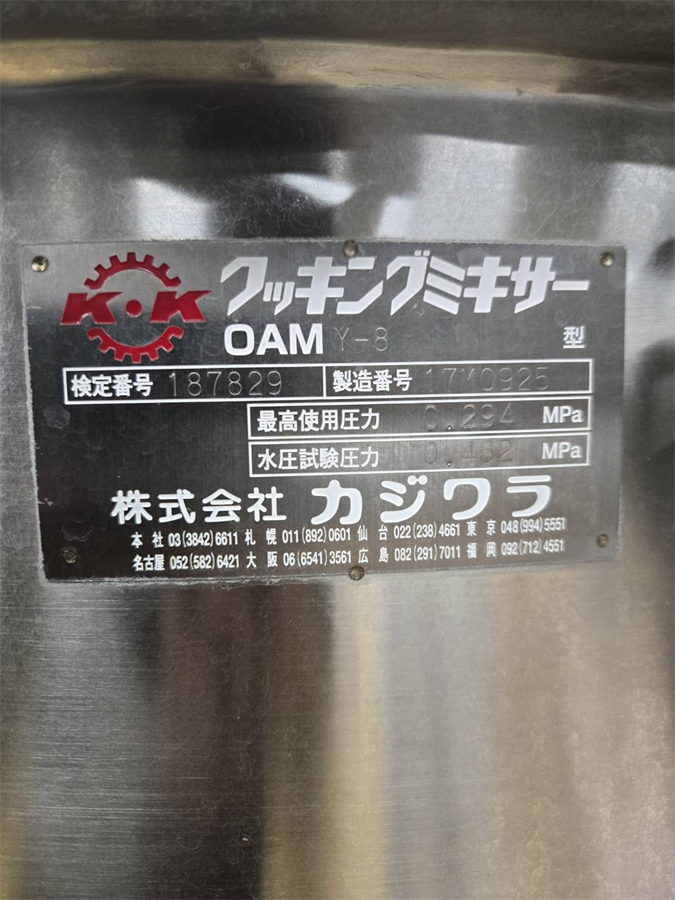 K・K クッキングミキサー
OAM Y-8 型
検定番号 187829 製造番号 17Y0925
最高使用圧力 0.294 MPa
水圧試験圧力 MPa
株式会社 カジワラ
本社 03(3842)6611 札幌 011(892)0601 仙台 022(238)4661 東京 048(994)5551
名古屋 052(582)6421 大阪 06(6541)3561 広島 082(291)7011 福岡 092(712)4551